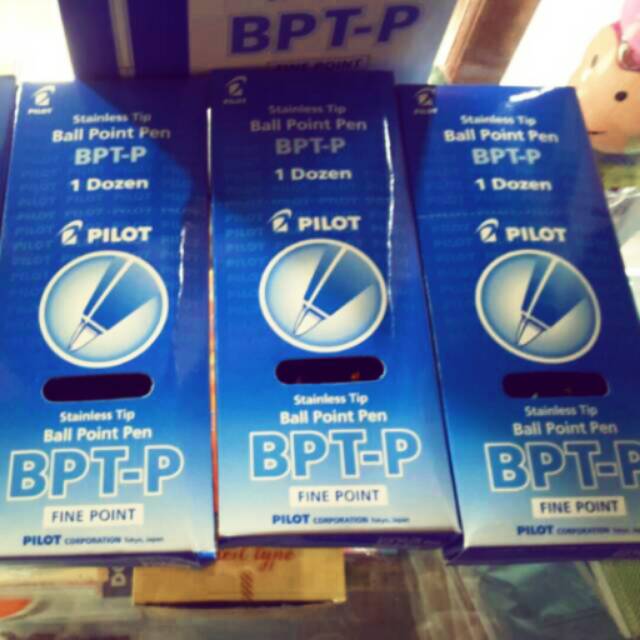 BPT-P
FINE POINT
Stainless Tip
Ball Point Pen
BPT-P
1 Dozen
PILOT
Stainless Tip
Ball Point Pen
BPT-P
FINE POINT
PILOT CORPORATION Tokyo, Japan
Stainless Tip
Ball Point Pen
BPT-P
1 Dozen
PILOT
Stainless Tip
Ball Point Pen
BPT-P
FINE POINT
PILOT CORPORATION Tokyo, Japan
Stainless Tip
Ball Point Pen
BPT-P
1 Dozen
PILOT
Stainless Tip
Ball Point Pen
BPT-P
FINE POINT
PILOT CORPORATION Tokyo, Japan
Type